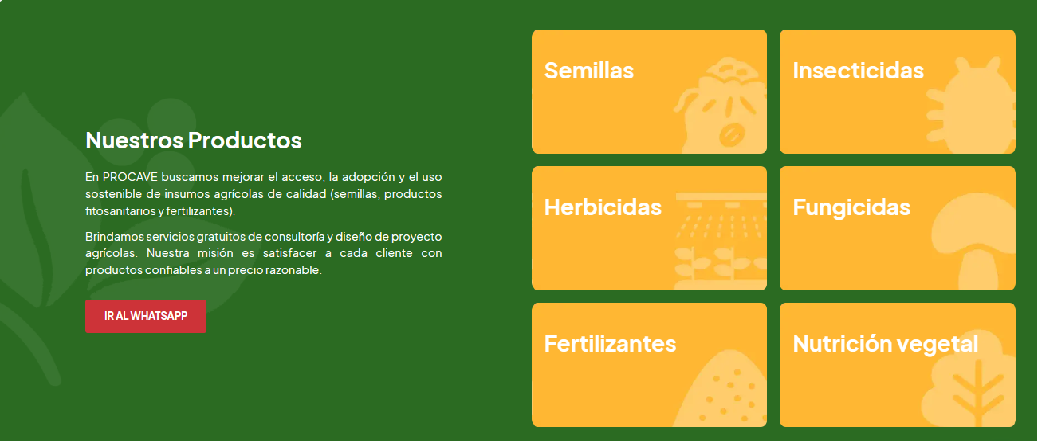 Nuestros Productos
En PROCAVE buscamos mejorar el acceso, la adopción y el uso
sostenible de insumos agrícolas de calidad (semillas, productos
fitosanitarios y fertilizantes).
Brindamos servicios gratuitos de consultoría y diseño de proyecto
agrícolas. Nuestra misión es satisfacer a cada cliente con
productos confiables a un precio razonable.
IR AL WHATSAPP
Semillas
Insecticidas
Herbicidas
Fungicidas
Fertilizantes
Nutrición vegetal